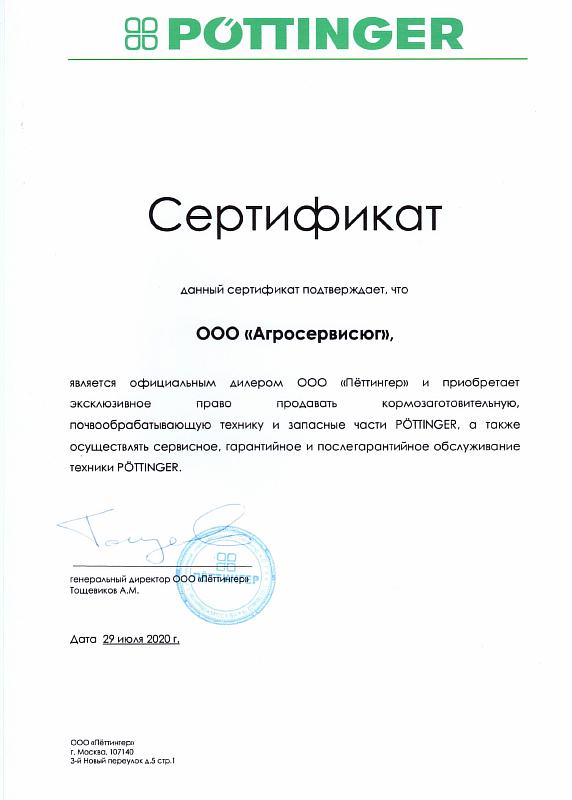 PÖTTINGER
Сертификат
данный сертификат подтверждает, что
ООО «Агросервисюг»,
является официальным дилером ООО «Пёттингер» и приобретает
эксклюзивное право продавать кормозаготовительную,
почвообрабатывающую технику и запасные части PÖTTINGER, а также
осуществлять сервисное, гарантийное и послегарантийное обслуживание
техники PÖTTINGER.
генеральный директор ООО «Пёттингер»
Тощевиков А.М.
Дата 29 июля 2020 г.
ООО «Пёттингер»
г. Москва, 107140
3-й Новый переулок д.5 стр.1